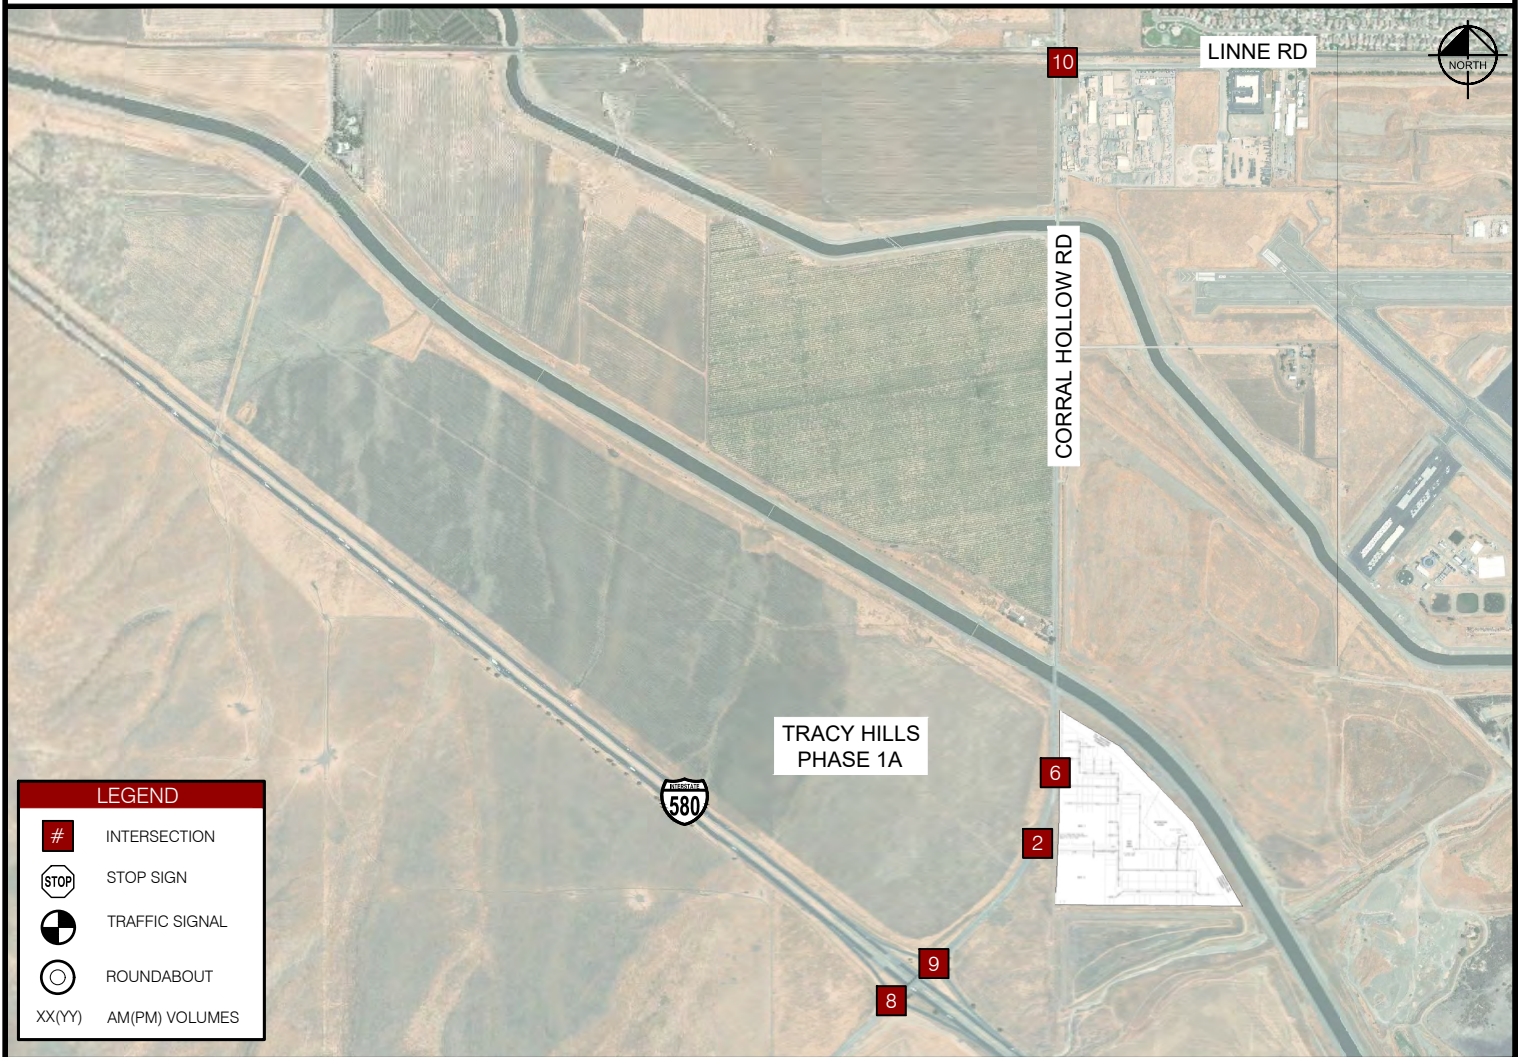 10
LINNE RD
NORTH
CORRAL HOLLOW RD
TRACY HILLS
PHASE 1A
6
INTERSTATE
580
2
9
8
LEGEND
# INTERSECTION
STOP STOP SIGN
TRAFFIC SIGNAL
ROUNDABOUT
XX(YY) AM(PM) VOLUMES